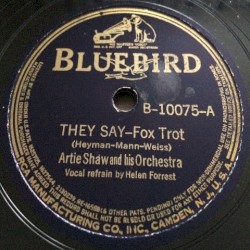 BLUEBIRD
B-10075-A
THEY SAY-Fox Trot
(Heyman-Mann-Weiss)
Artie Shaw and his Orchestra
Vocal refrain by Helen Forrest
RCA MANUFACTURING CO., INC., CAMDEN, N. J., U.S.A.